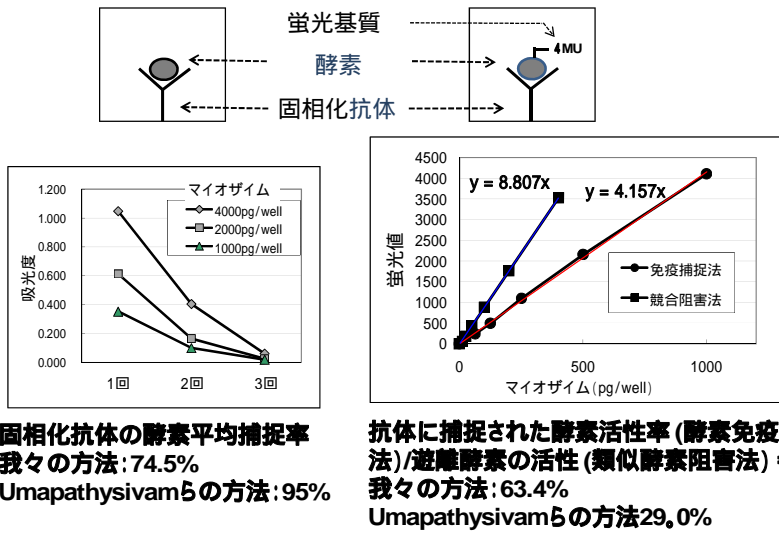 蛍光基質
4MU
酵素
固相化抗体
マイオザイム
4000pg/well
2000pg/well
1000pg/well
吸光度
1.200
1.000
0.800
0.600
0.400
0.200
0.000
1回 2回 3回
4500
4000
3500
3000
2500
2000
1500
1000
500
0
y = 8.807x
y = 4.157x
免疫捕捉法
競合阻害法
蛍光値
0 500 1000
マイオザイム(pg/well)
固相化抗体の酵素平均捕捉率
我々の方法:74.5%
Umapathysivamらの方法:95%
抗体に捕捉された酵素活性率 (酵素免疫
法)/遊離酵素の活性 (類似酵素阻害法)
我々の方法:63.4%
Umapathysivamらの方法29。0%